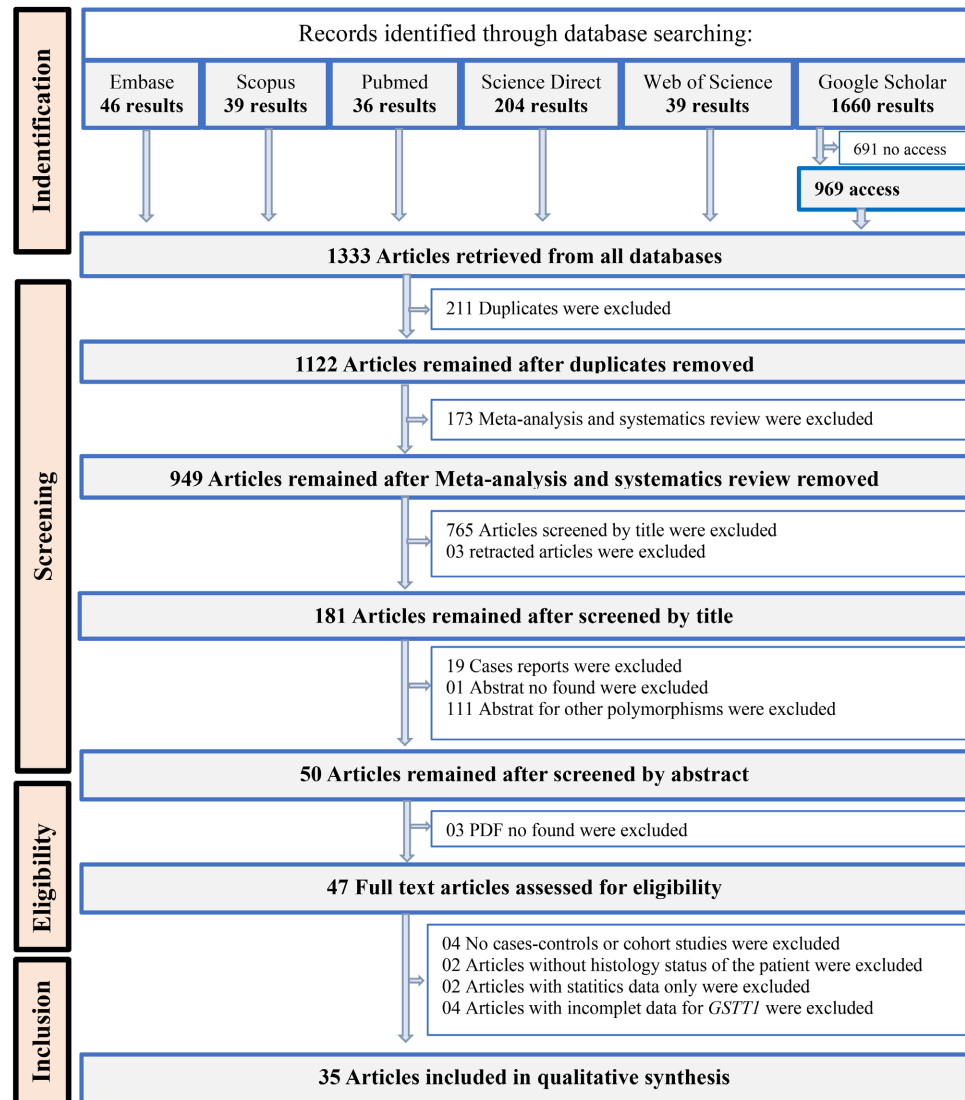 Indentification
Records identified through database searching:
Embase
46 results
Scopus
39 results
Pubmed
36 results
Science Direct
204 results
Web of Science
39 results
Google Scholar
1660 results
691 no access
969 access
1333 Articles retrieved from all databases
Screening
211 Duplicates were excluded
1122 Articles remained after duplicates removed
173 Meta-analysis and systematics review were excluded
949 Articles remained after Meta-analysis and systematics review removed
765 Articles screened by title were excluded
03 retracted articles were excluded
181 Articles remained after screened by title
19 Cases reports were excluded
01 Abstrat no found were excluded
111 Abstrat for other polymorphisms were excluded
50 Articles remained after screened by abstract
Eligibility
03 PDF no found were excluded
47 Full text articles assessed for eligibility
04 No cases-controls or cohort studies were excluded
02 Articles without histology status of the patient were excluded
02 Articles with statitics data only were excluded
04 Articles with incomplet data for GSTT1 were excluded
Inclusion
35 Articles included in qualitative synthesis